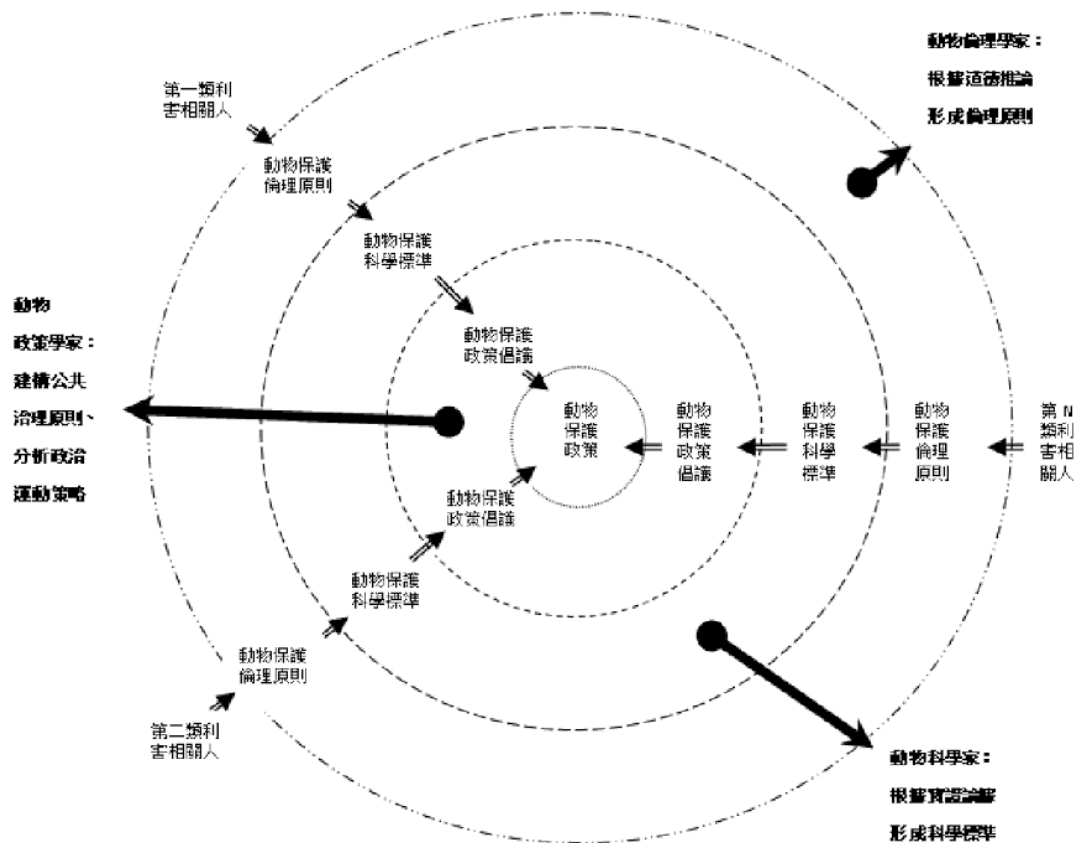 動物倫理學家：
根據道德推論
形成倫理原則
第一類利
害相關人
動物保護
倫理原則
動物保護
科學標準
動物保護
政策倡議
動物
政策學家：
建構公共
治理原則、
分析政治
運動策略
動物
保護
政策
動物
保護
政策
倡議
動物
保護
科學
標準
動物
保護
倫理
原則
第 N
類利
害相
關人
動物保護
政策倡議
動物保護
科學標準
動物保護
倫理原則
第二類利
害相關人
動物科學家：
根據實證論據
形成科學標準